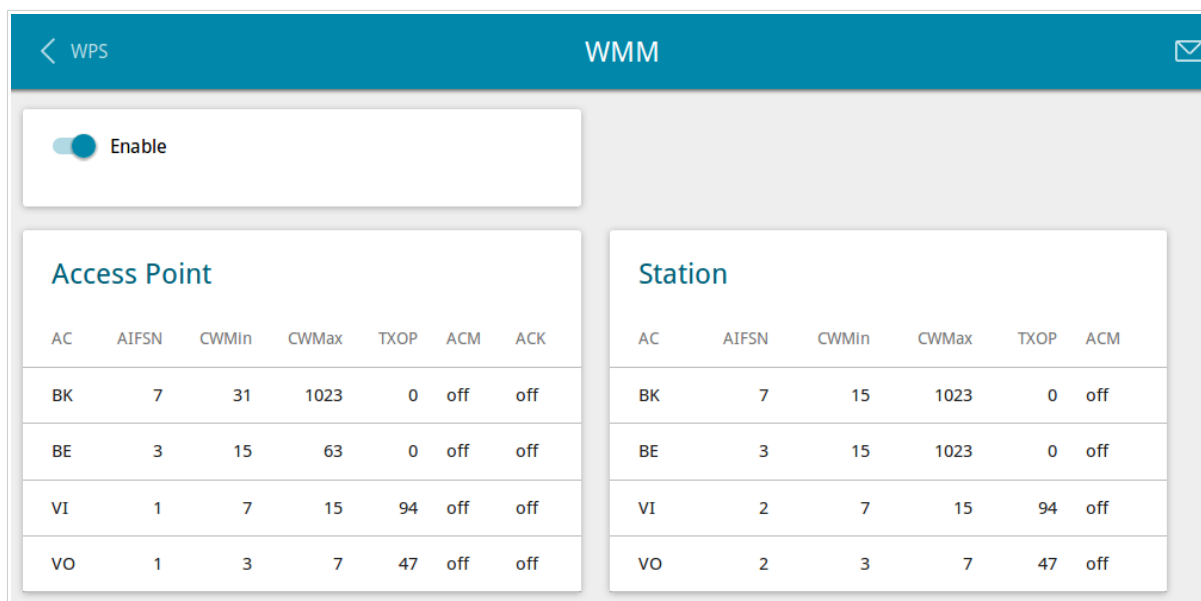 WPS WMM
Enable
Access Point
AC AIFSN CWMin CWMax TXOP ACM ACK
BK 7 31 1023 0 off off
BE 3 15 63 0 off off
VI 1 7 15 94 off off
VO 1 3 7 47 off off
Station
AC AIFSN CWMin CWMax TXOP ACM
BK 7 15 1023 0 off
BE 3 15 1023 0 off
VI 2 7 15 94 off
VO 2 3 7 47 off